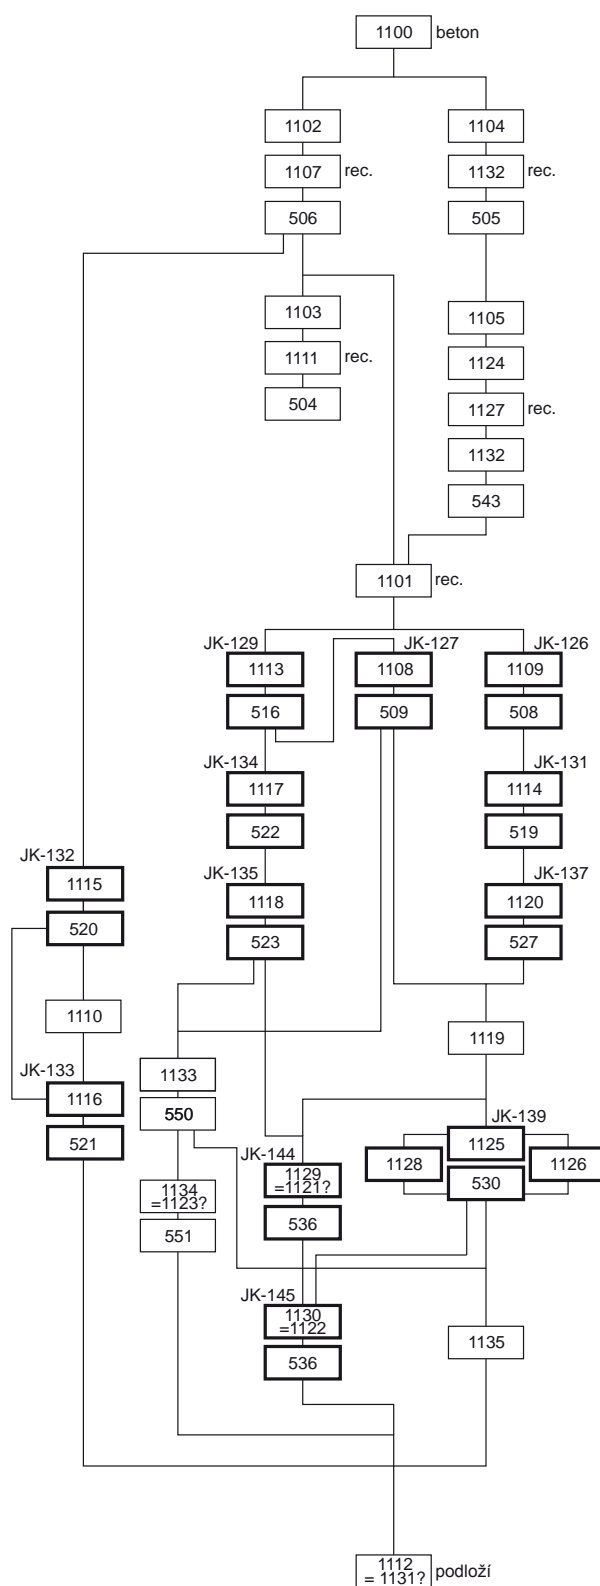 1100 beton
1102 1104
1107 rec. 1132 rec.
506 505
1103 1105
1111 rec. 1124
504 1127 rec.
1132
543
1101 rec.
JK-129 JK-127 JK-126
1113 1108 1109
516 509 508
JK-134 JK-131
1117 1114
522 519
JK-132 JK-135 JK-137
1115 1118 1120
520 523 527
1110 1119
JK-133 1133
1116 550
JK-139
521 1125
JK-144 1128 1126
1129
=1121?
530
1134
=1123?
536
551
JK-145
1130
=1122
1135
536
1112
= 1131?
podloží